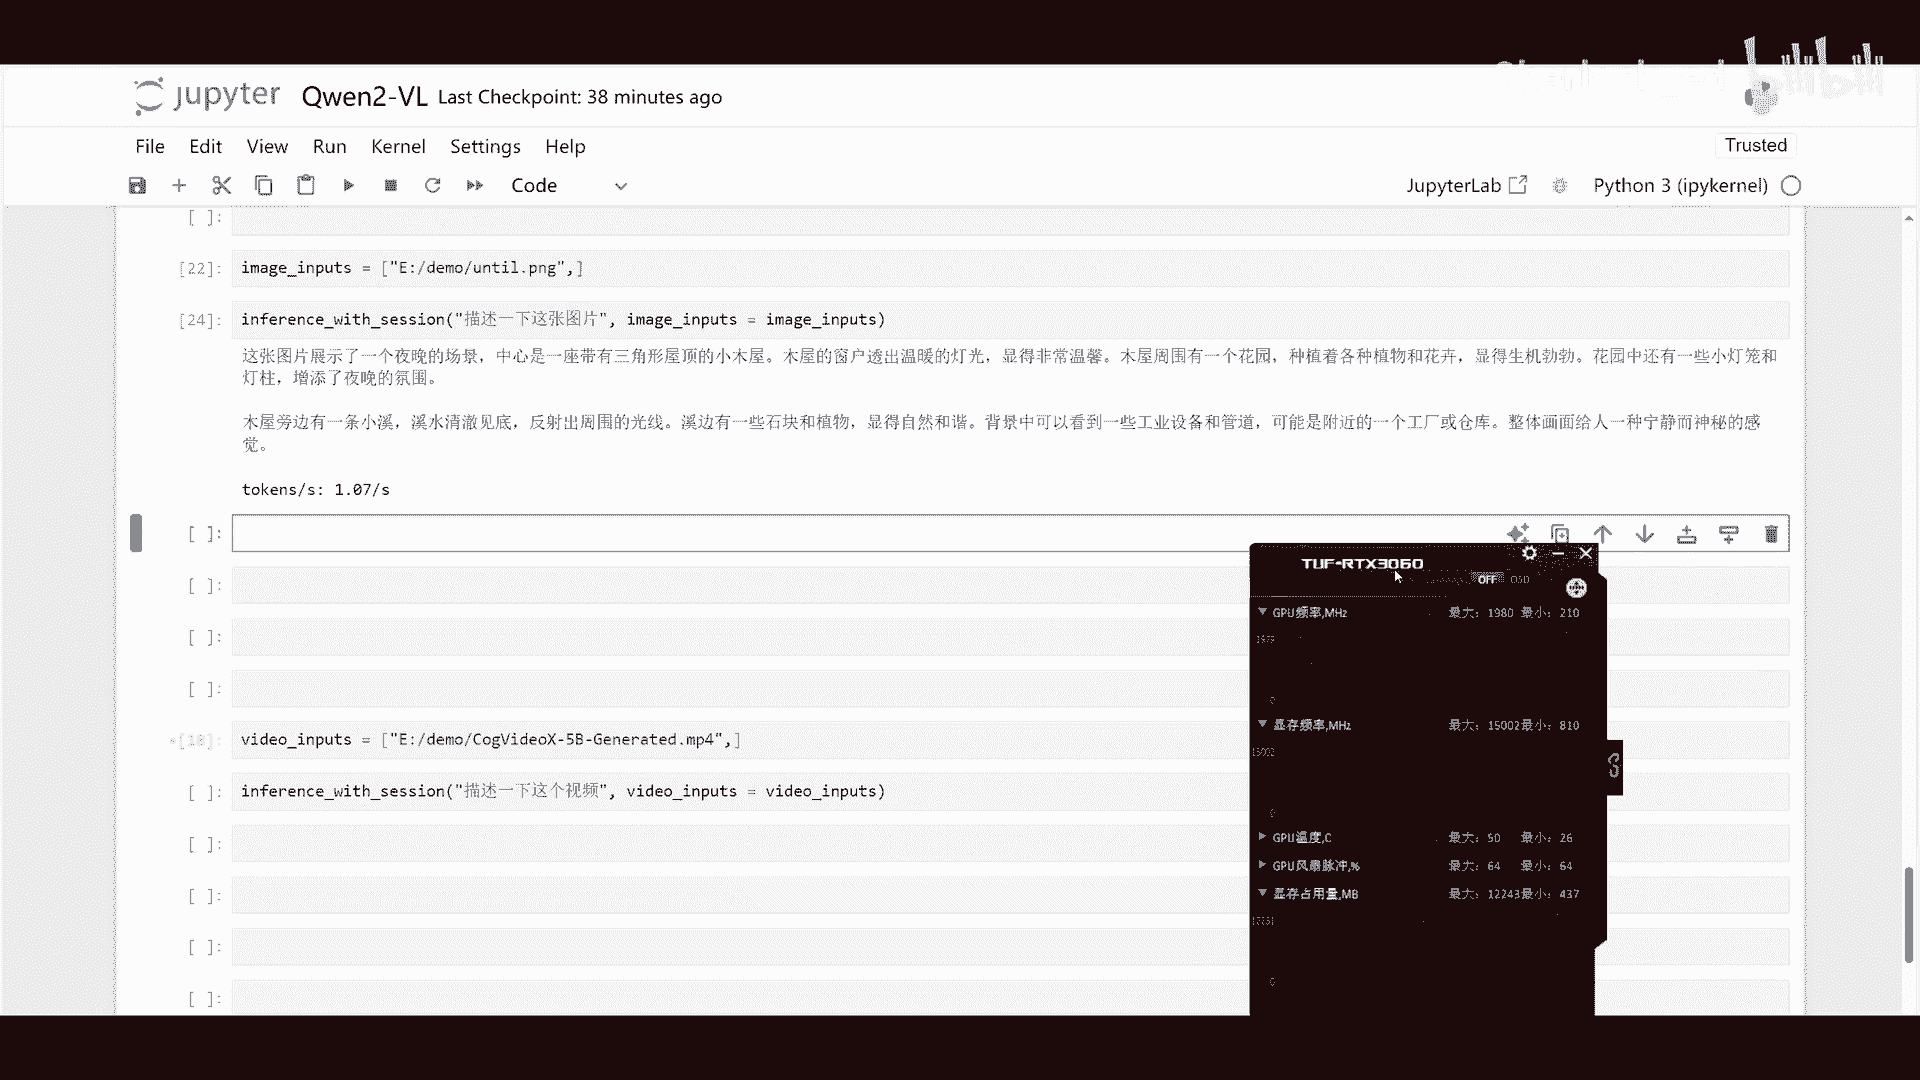 jupyter Qwen2-VL Last Checkpoint: 38 minutes ago
bilibili
File Edit View Run Kernel Settings Help
Trusted
Code
JupyterLab
Python 3 (ipykernel)
[ ]:
[22]: image_inputs = ["E:/demo/until.png",]
[24]: inference_with_session("描述一下这张图片", image_inputs = image_inputs)
这张图片展示了一个夜晚的场景，中心是一座带有三角形屋顶的小木屋。木屋的窗户透出温暖的灯光，显得非常温馨。木屋周围有一个花园，种植着各种植物和花卉，显得生机勃勃。花园中还有一些小灯笼和
灯柱，增添了夜晚的氛围。
木屋旁边有一条小溪，溪水清澈见底，反射出周围的光线。溪边有一些石块和植物，显得自然和谐。背景中可以看到一些工业设备和管道，可能是附近的一个工厂或仓库。整体画面给人一种宁静而神秘的感
觉。
tokens/s: 1.07/s
[ ]:
[ ]:
[ ]:
[ ]:
[18]: video_inputs = ["E:/demo/CogVideoX-5B-Generated.mp4",]
[ ]: inference_with_session("描述一下这个视频", video_inputs = video_inputs)
[ ]:
[ ]:
[ ]:
[ ]:
TUF-RTX3060
OFF OSD
GPU频率,MHz 最大: 1980 最小: 210
0
显存频率,MHz 最大: 15002最小: 810
15002
0
GPU温度,C 最大: 50 最小: 26
GPU风扇脉冲,% 最大: 64 最小: 64
显存占用量,MB 最大: 12243最小: 437
0